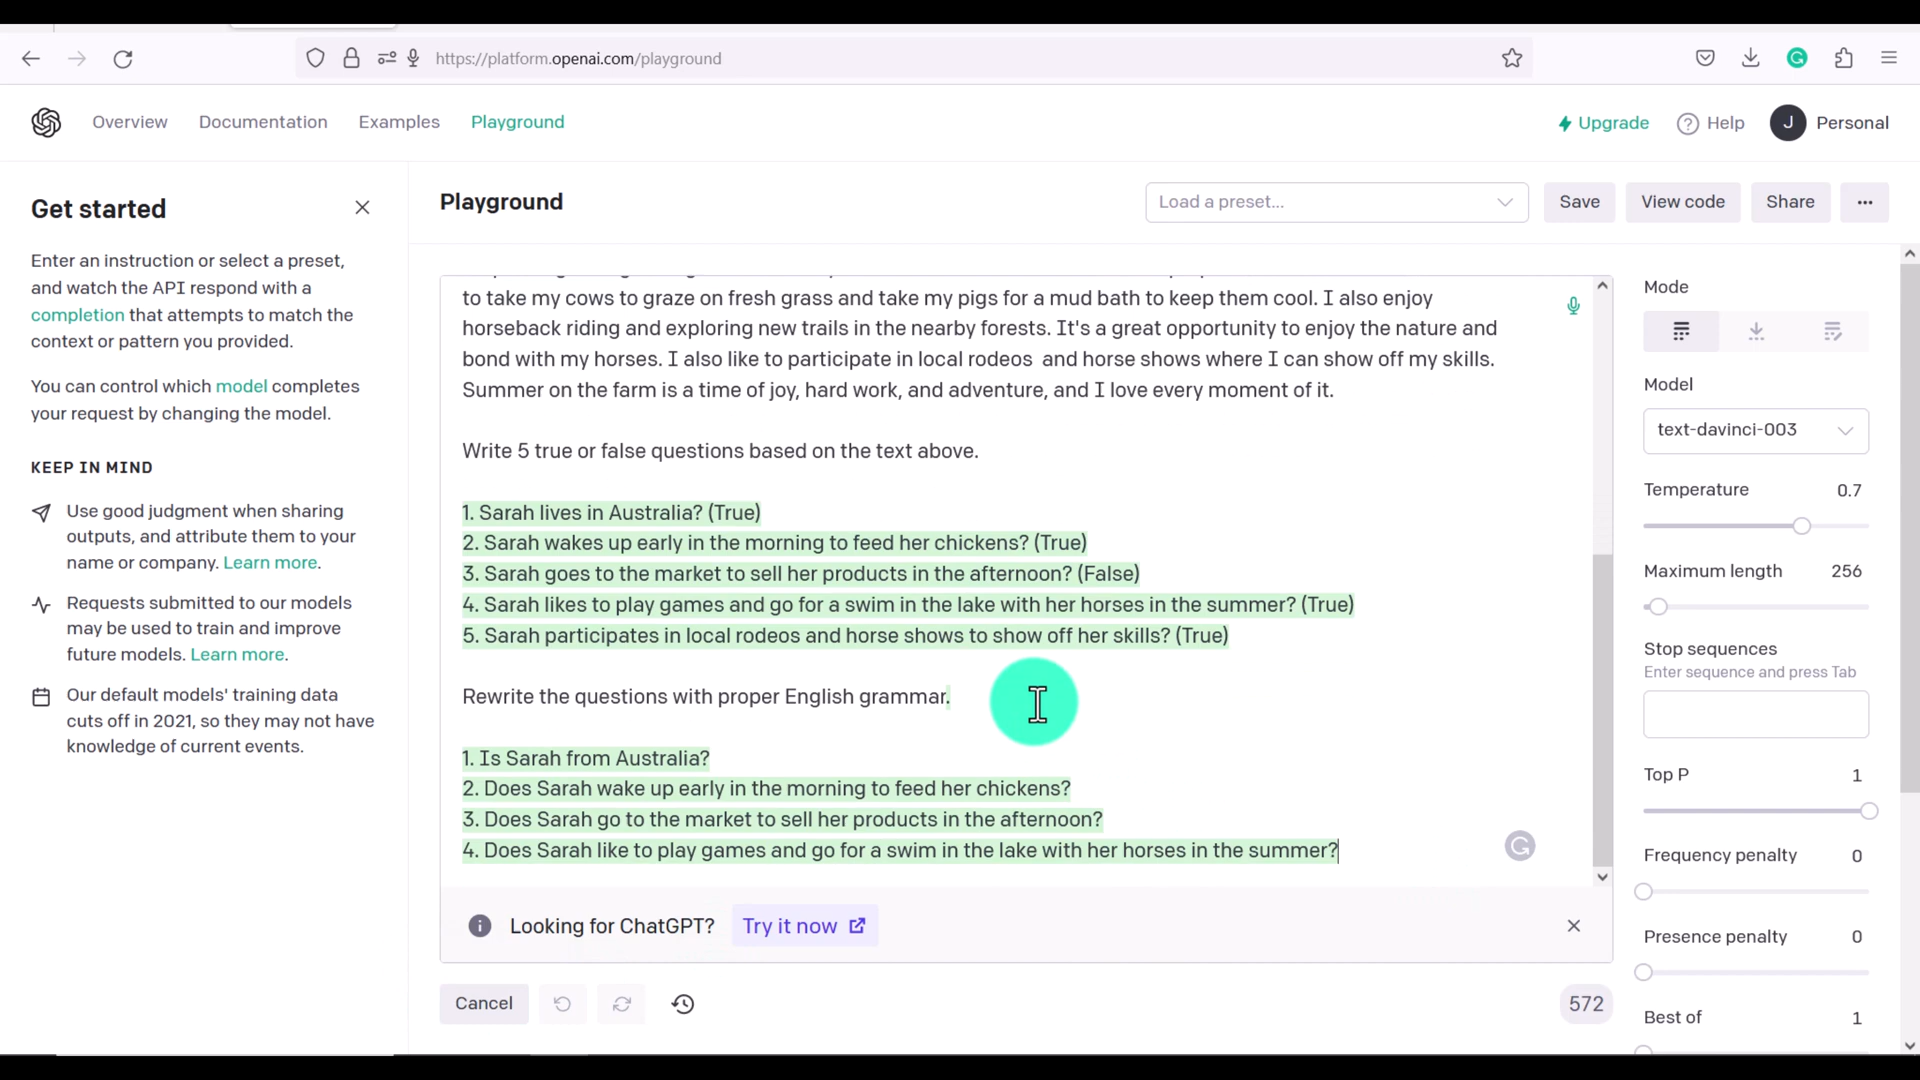 https://platform.openai.com/playground
Overview
Documentation
Examples
Playground
Upgrade
Help
J
Personal
Get started
Enter an instruction or select a preset,
and watch the API respond with a
completion that attempts to match the
context or pattern you provided.
You can control which model completes
your request by changing the model.
KEEP IN MIND
Use good judgment when sharing
outputs, and attribute them to your
name or company. Learn more.
Requests submitted to our models
may be used to train and improve
future models. Learn more.
Our default models' training data
cuts off in 2021, so they may not have
knowledge of current events.
Playground
Load a preset...
Save
View code
Share
to take my cows to graze on fresh grass and take my pigs for a mud bath to keep them cool. I also enjoy
horseback riding and exploring new trails in the nearby forests. It's a great opportunity to enjoy the nature and
bond with my horses. I also like to participate in local rodeos and horse shows where I can show off my skills.
Summer on the farm is a time of joy, hard work, and adventure, and I love every moment of it.
Write 5 true or false questions based on the text above.
1. Sarah lives in Australia? (True)
2. Sarah wakes up early in the morning to feed her chickens? (True)
3. Sarah goes to the market to sell her products in the afternoon? (False)
4. Sarah likes to play games and go for a swim in the lake with her horses in the summer? (True)
5. Sarah participates in local rodeos and horse shows to show off her skills? (True)
Rewrite the questions with proper English grammar.
1. Is Sarah from Australia?
2. Does Sarah wake up early in the morning to feed her chickens?
3. Does Sarah go to the market to sell her products in the afternoon?
4. Does Sarah like to play games and go for a swim in the lake with her horses in the summer?
Looking for ChatGPT?
Try it now
Cancel
572
Mode
Model
text-davinci-003
Temperature 0.7
Maximum length 256
Stop sequences
Enter sequence and press Tab
Top P 1
Frequency penalty 0
Presence penalty 0
Best of 1